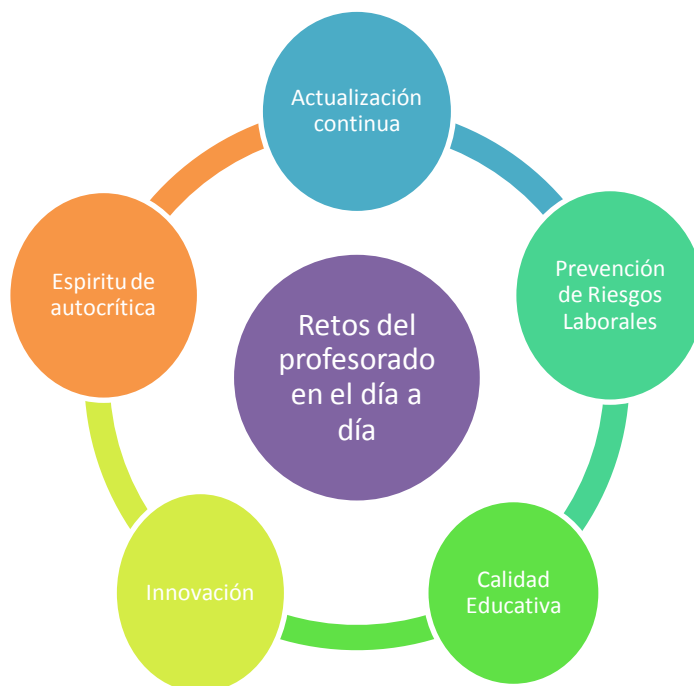 Actualización
continua
Prevención
de Riesgos
Laborales
Calidad
Educativa
Innovación
Espiritu de
autocrítica
Retos del
profesorado
en el día a
día